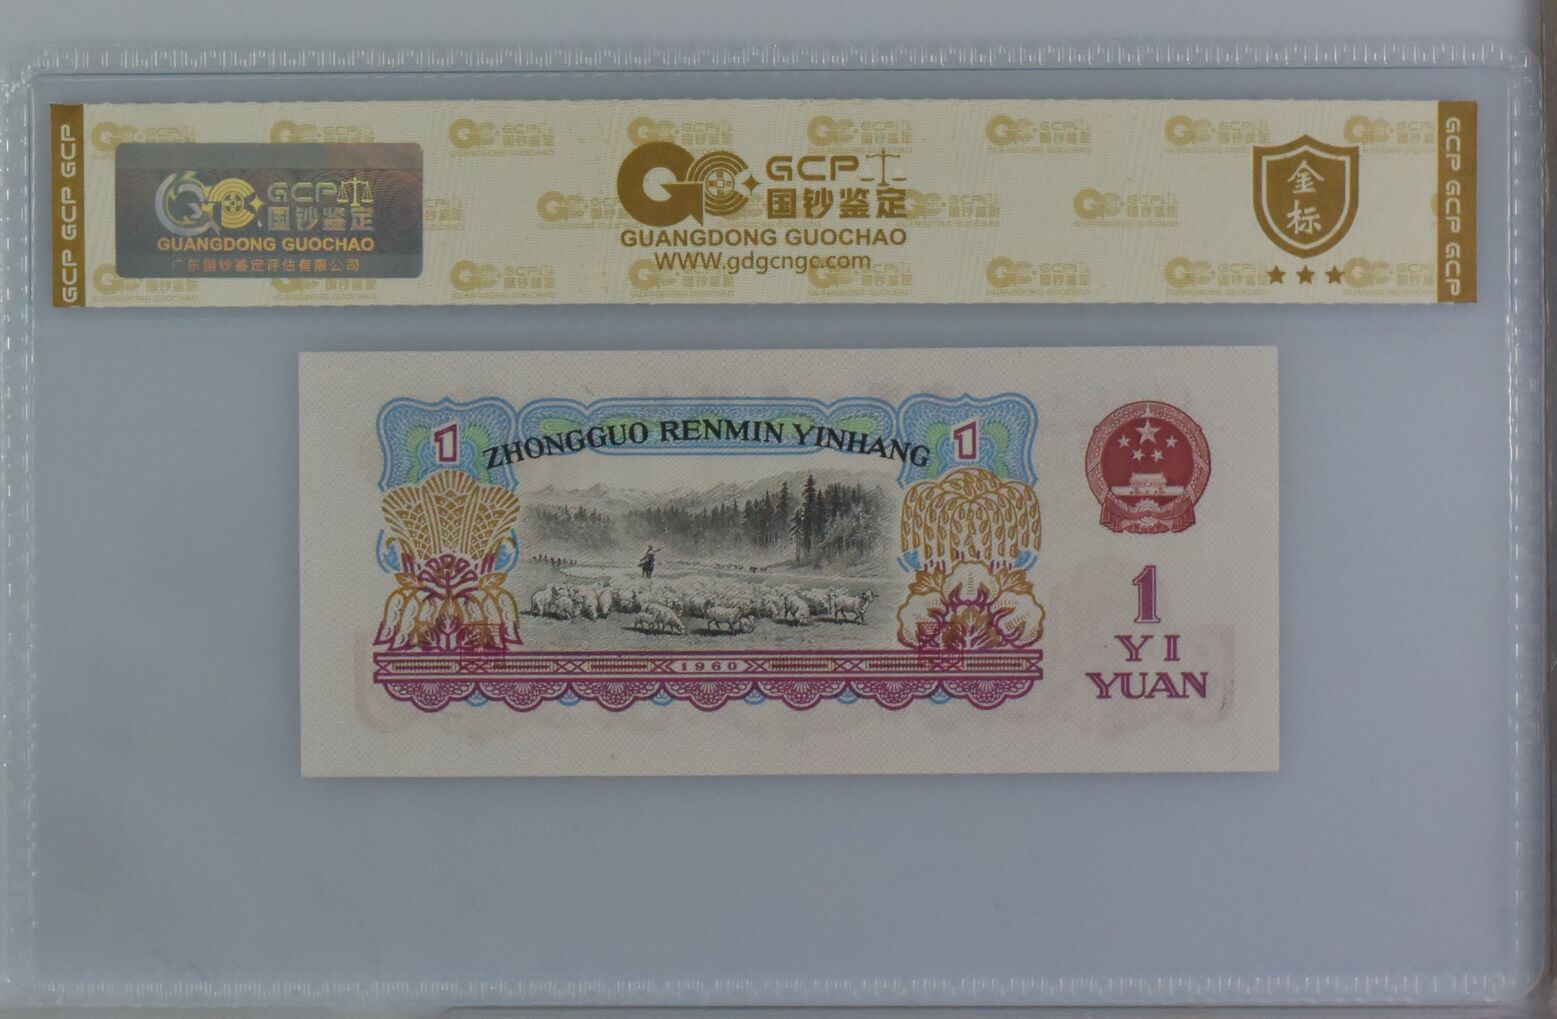 GCP GCP GCP
GCP
国钞鉴定
GUANGDONG GUOCHAO
广东国钞鉴定评估有限公司
GCP
国钞鉴定
GUANGDONG GUOCHAO
WWW.gdgcngc.com
金
标
GCP GCP GCP
1
ZHONGGUO RENMIN YINHANG
1
1960
1
YI
YUAN